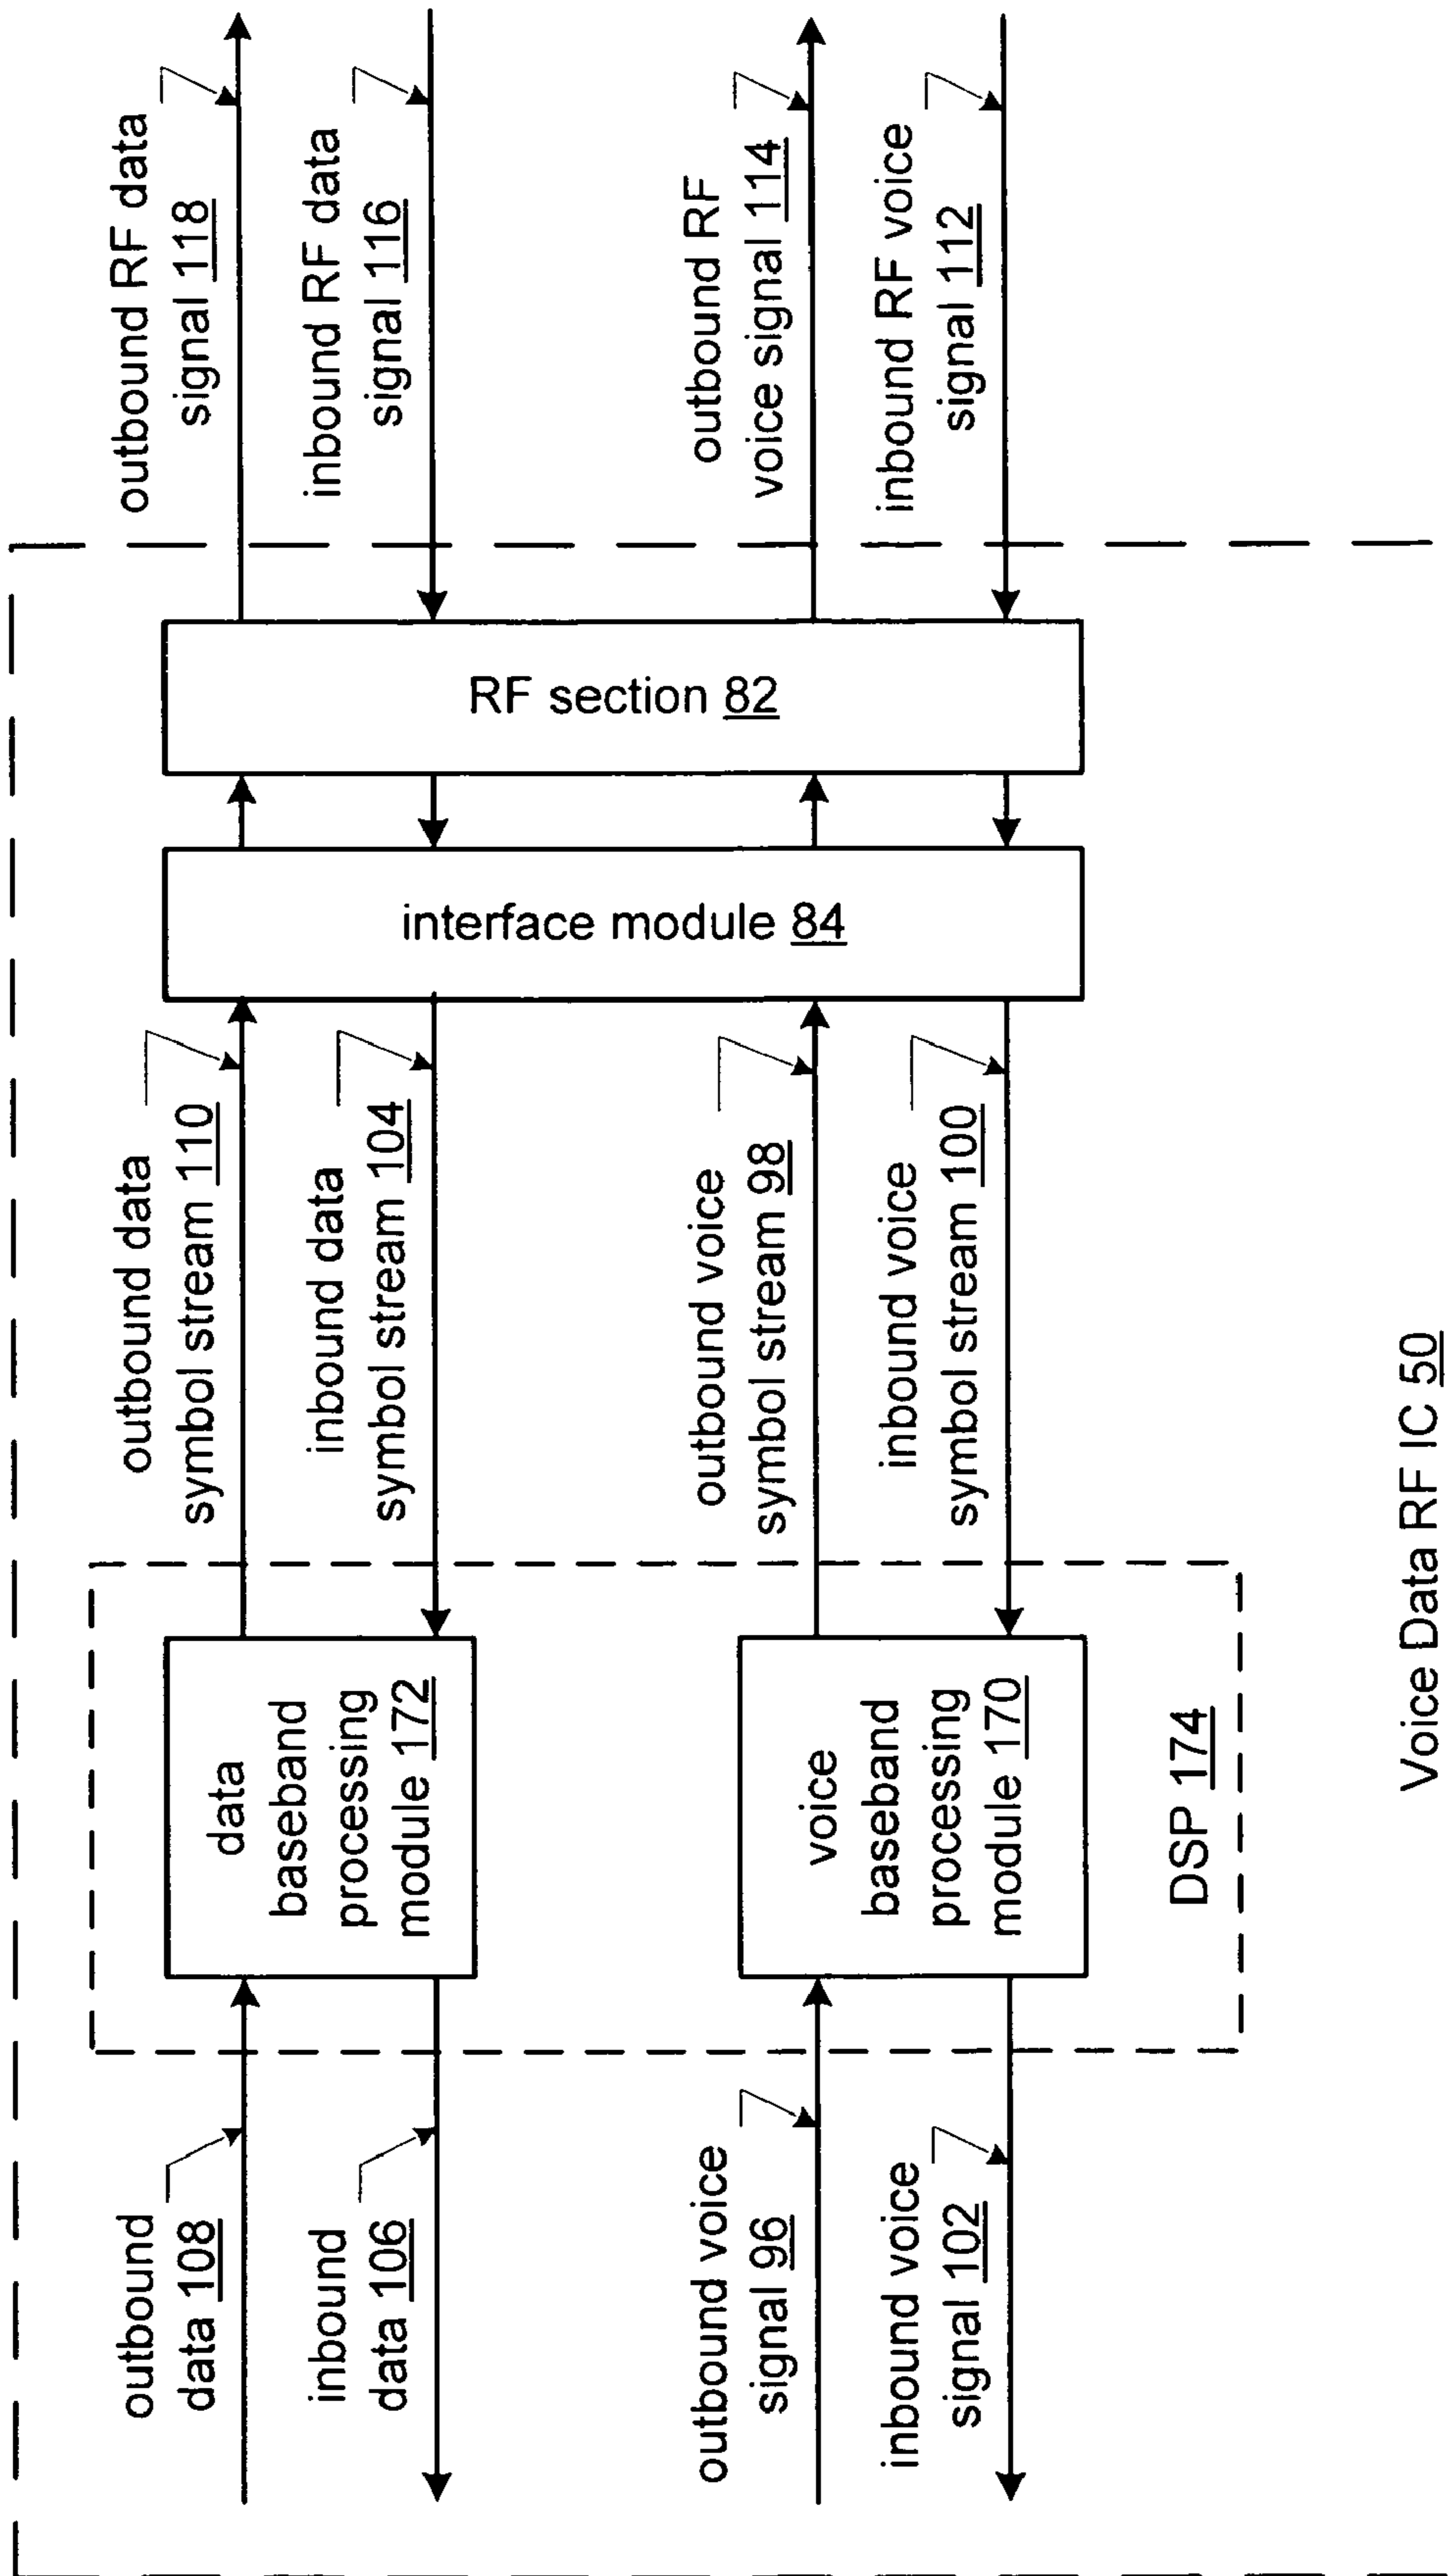 outbound
data 108
inbound
data 106
outbound voice
signal 96
inbound voice
signal 102
data
baseband
processing
module 172
voice
baseband
processing
module 170
DSP 174
outbound data
symbol stream 110
inbound data
symbol stream 104
outbound voice
symbol stream 98
inbound voice
symbol stream 100
interface module 84
RF section 82
outbound RF data
signal 118
inbound RF data
signal 116
outbound RF
voice signal 114
inbound RF voice
signal 112
Voice Data RF IC 50